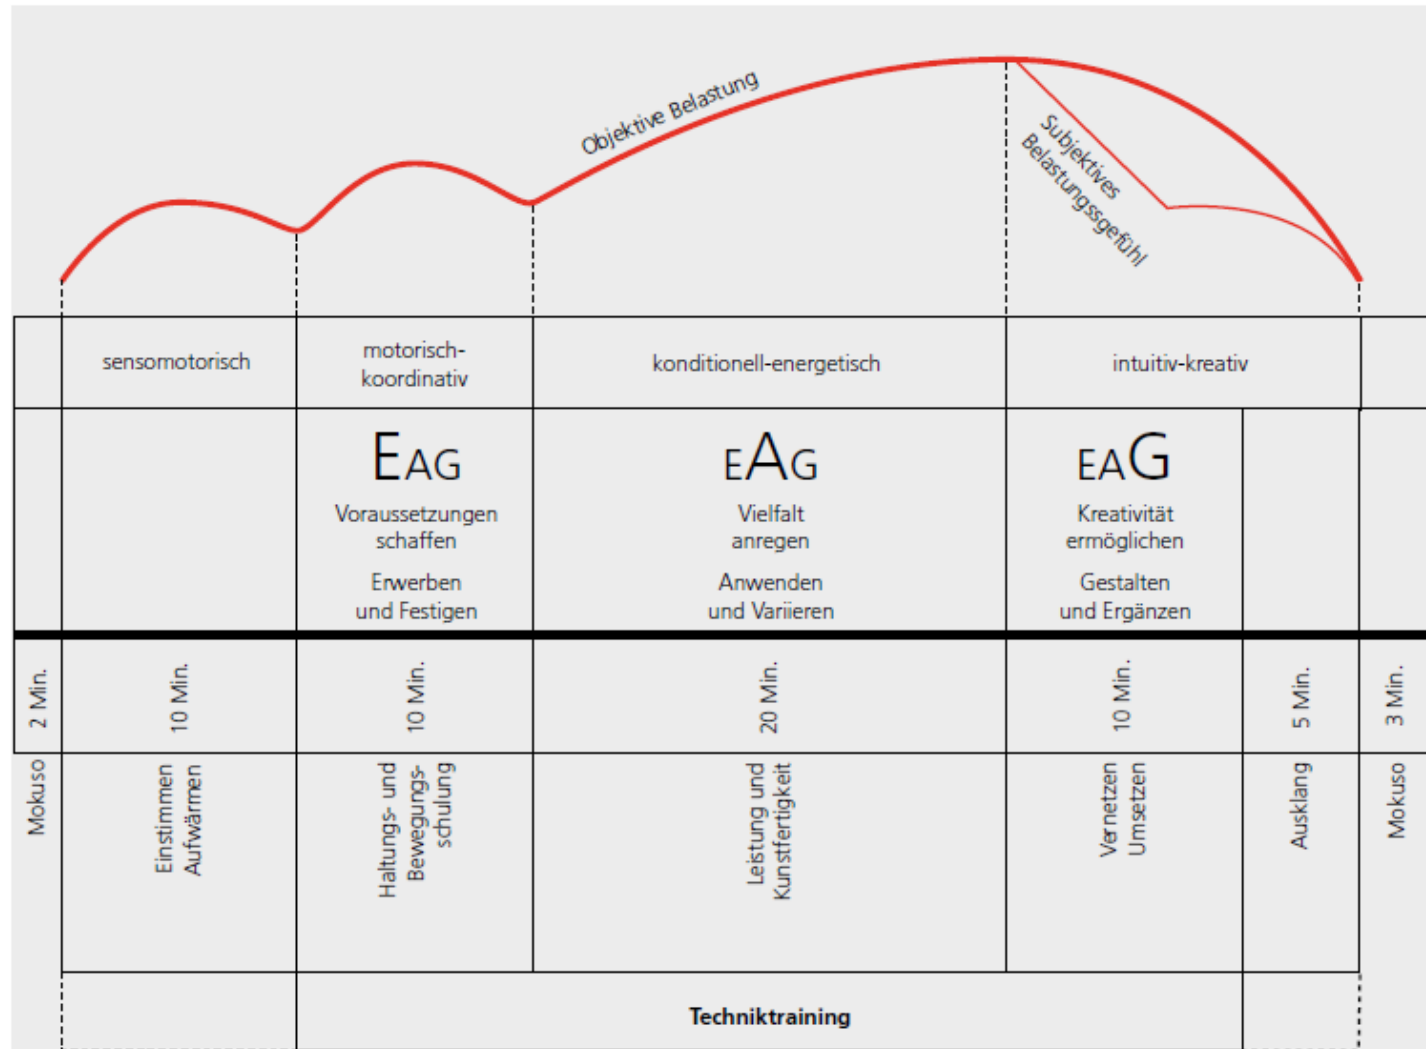 Objektive Belastung
Subjektives
Belastungssgefühl
sensomotorisch
motorisch-
koordinativ
konditionell-energetisch
intuitiv-kreativ
EAG
Voraussetzungen
schaffen
Erwerben
und Festigen
EAG
Vielfalt
anregen
Anwenden
und Variieren
EAG
Kreativität
ermöglichen
Gestalten
und Ergänzen
2 Min.
10 Min.
10 Min.
20 Min.
10 Min.
5 Min.
3 Min.
Mokuso
Einstimmen
Aufwärmen
Haltungs- und
Bewegungs-
schulung
Leistung und
Kunstfertigkeit
Vernetzen
Umsetzen
Ausklang
Mokuso
Techniktraining